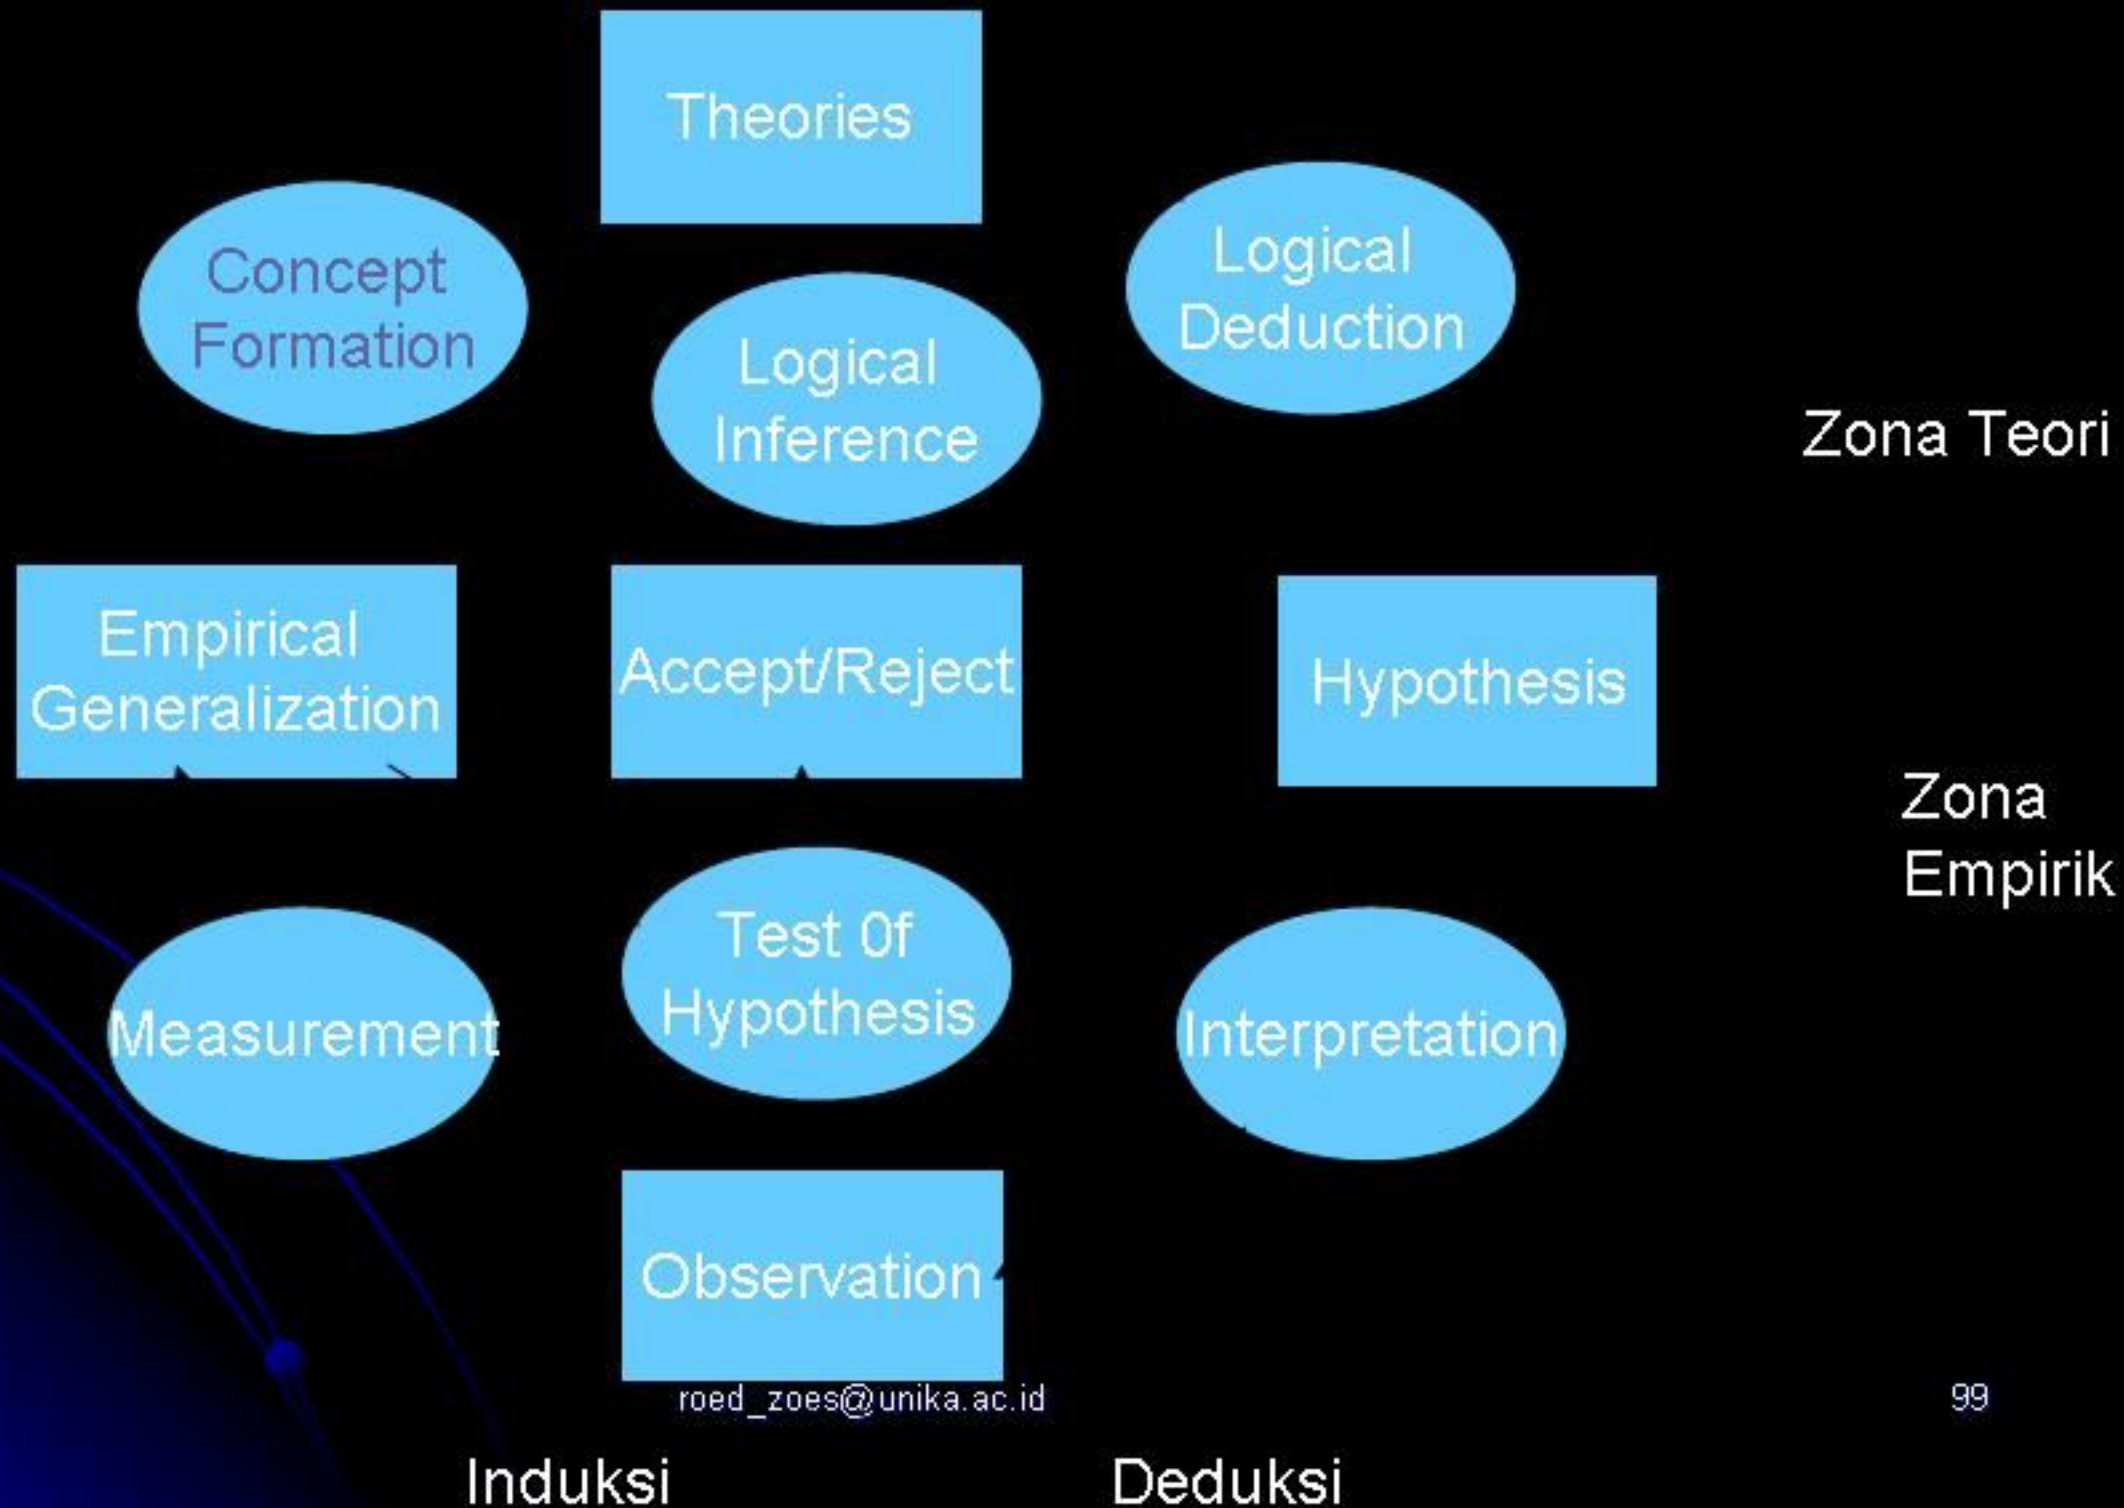 Theories
Concept
Formation
Logical
Inference
Logical
Deduction
Zona Teori
Empirical
Generalization
Accept/Reject
Hypothesis
Zona
Empirik
Measurement
Test 0f
Hypothesis
Interpretation
Observation
roed_zoes@unika.ac.id
99
Induksi
Deduksi